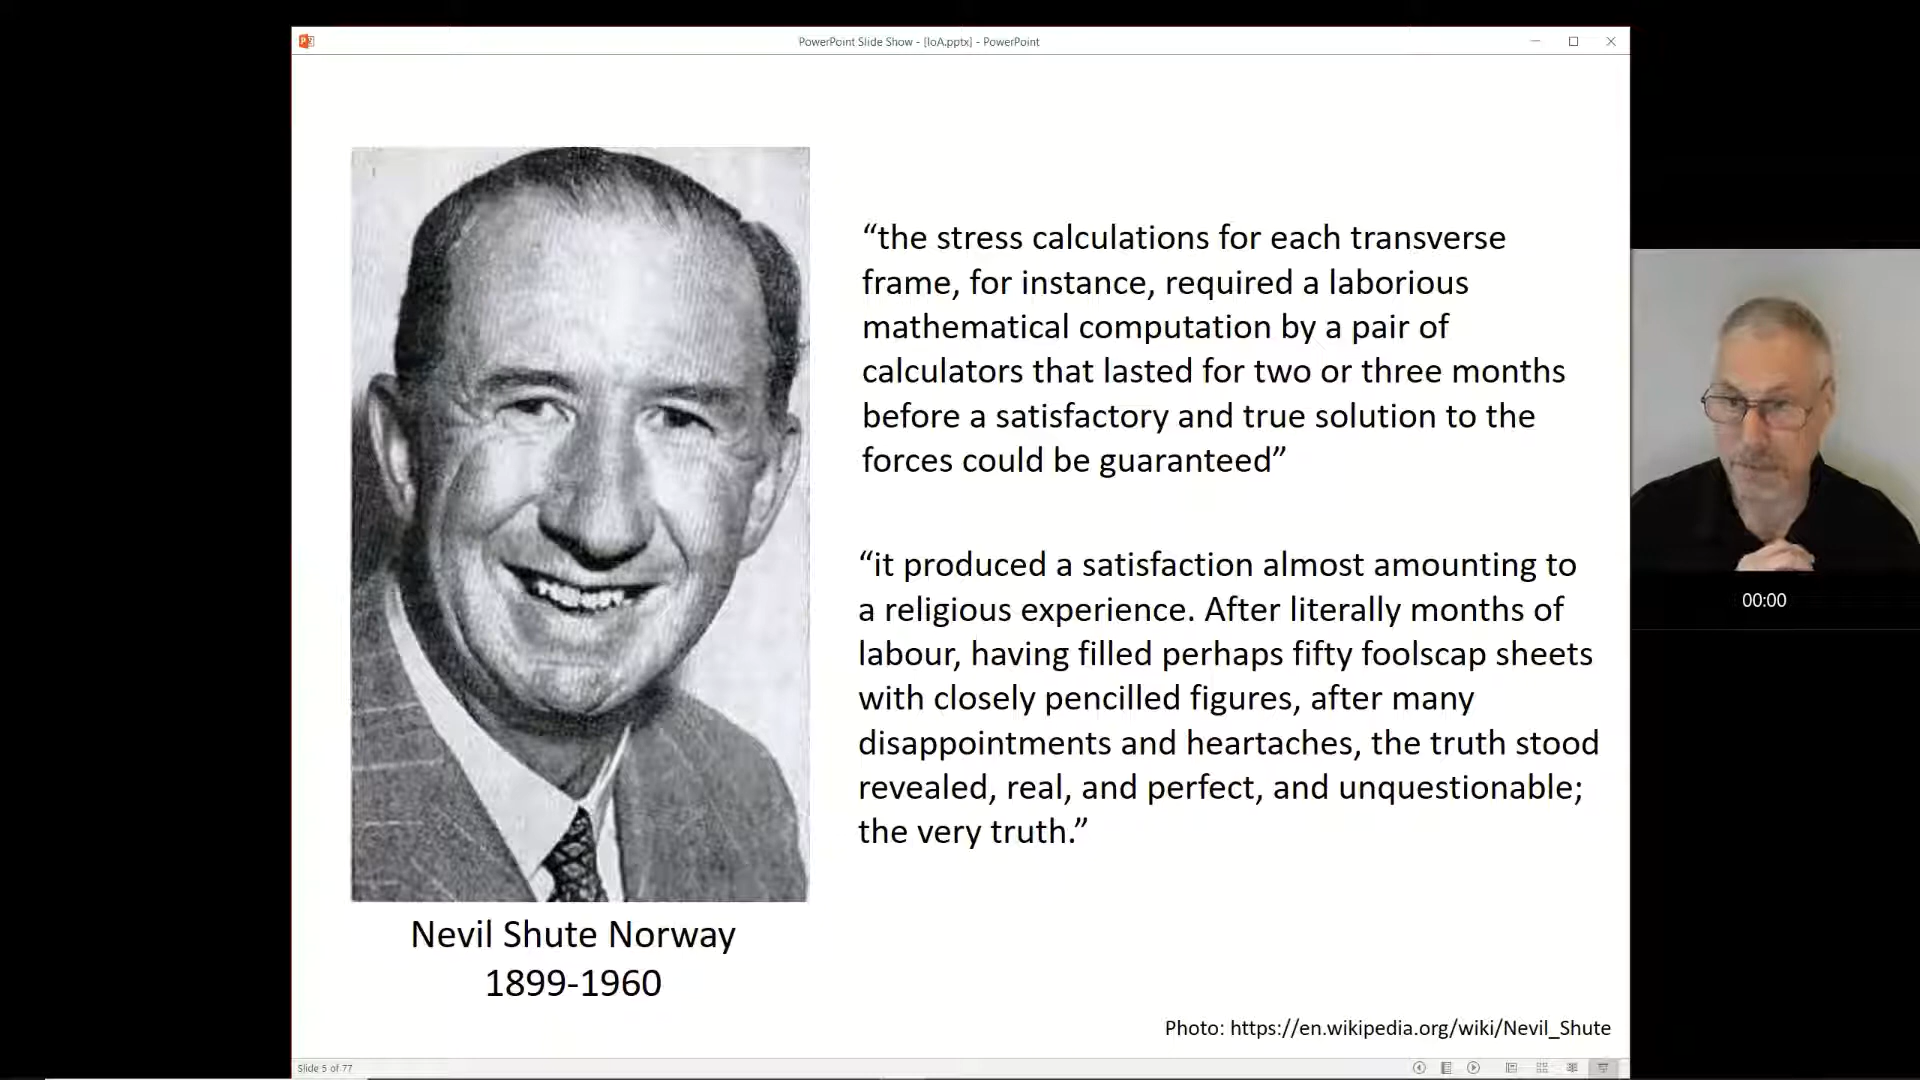 PowerPoint Slide Show - [IoA.pptx] - PowerPoint
“the stress calculations for each transverse
frame, for instance, required a laborious
mathematical computation by a pair of
calculators that lasted for two or three months
before a satisfactory and true solution to the
forces could be guaranteed”
“it produced a satisfaction almost amounting to
a religious experience. After literally months of
labour, having filled perhaps fifty foolscap sheets
with closely pencilled figures, after many
disappointments and heartaches, the truth stood
revealed, real, and perfect, and unquestionable;
the very truth.”
Nevil Shute Norway
1899-1960
Photo: https://en.wikipedia.org/wiki/Nevil_Shute
Slide 5 of 77
00:00